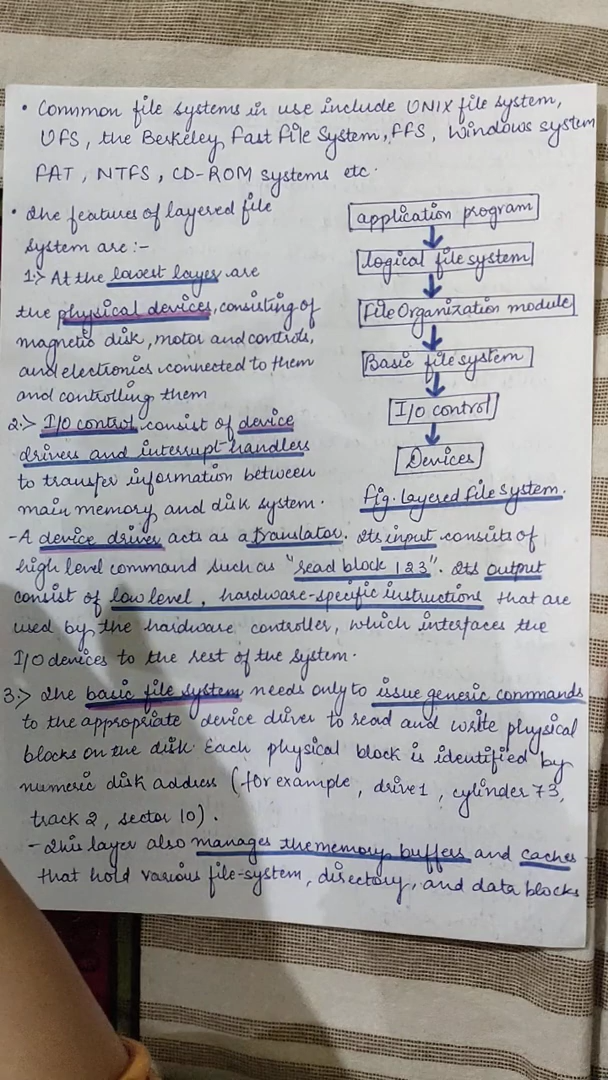 • Common file systems in use include UNIX file system,
UFS, the Berkeley Fast File System, FFS, Windows system
FAT, NTFS, CD-ROM systems etc.
• The features of layered file
system are :-
1:> At the lowest layer are
the physical devices, consisting of
magnetic disk, motor and controls,
and electronics connected to them
and controlling them
2:> I/O control consist of device
drivers and interrupt handlers
to transfer information between
main memory and disk system.
application program
logical file system
File Organization module
Basic file system
I/O control
Devices
Fig. layered file system.
- A device driver acts as a translator. Its input consists of
high level command such as "read block 123". Its output
consist of low level, hardware-specific instructions that are
used by the hardware controller, which interfaces the
I/O devices to the rest of the system.
3:> The basic file system needs only to issue generic commands
to the appropriate device driver to read and write physical
blocks on the disk. Each physical block is identified by
numeric disk address (for example, drive1, cylinder 73,
track 2, sector 10).
- This layer also manages the memory buffers and caches
that hold various file-system, directory, and data blocks